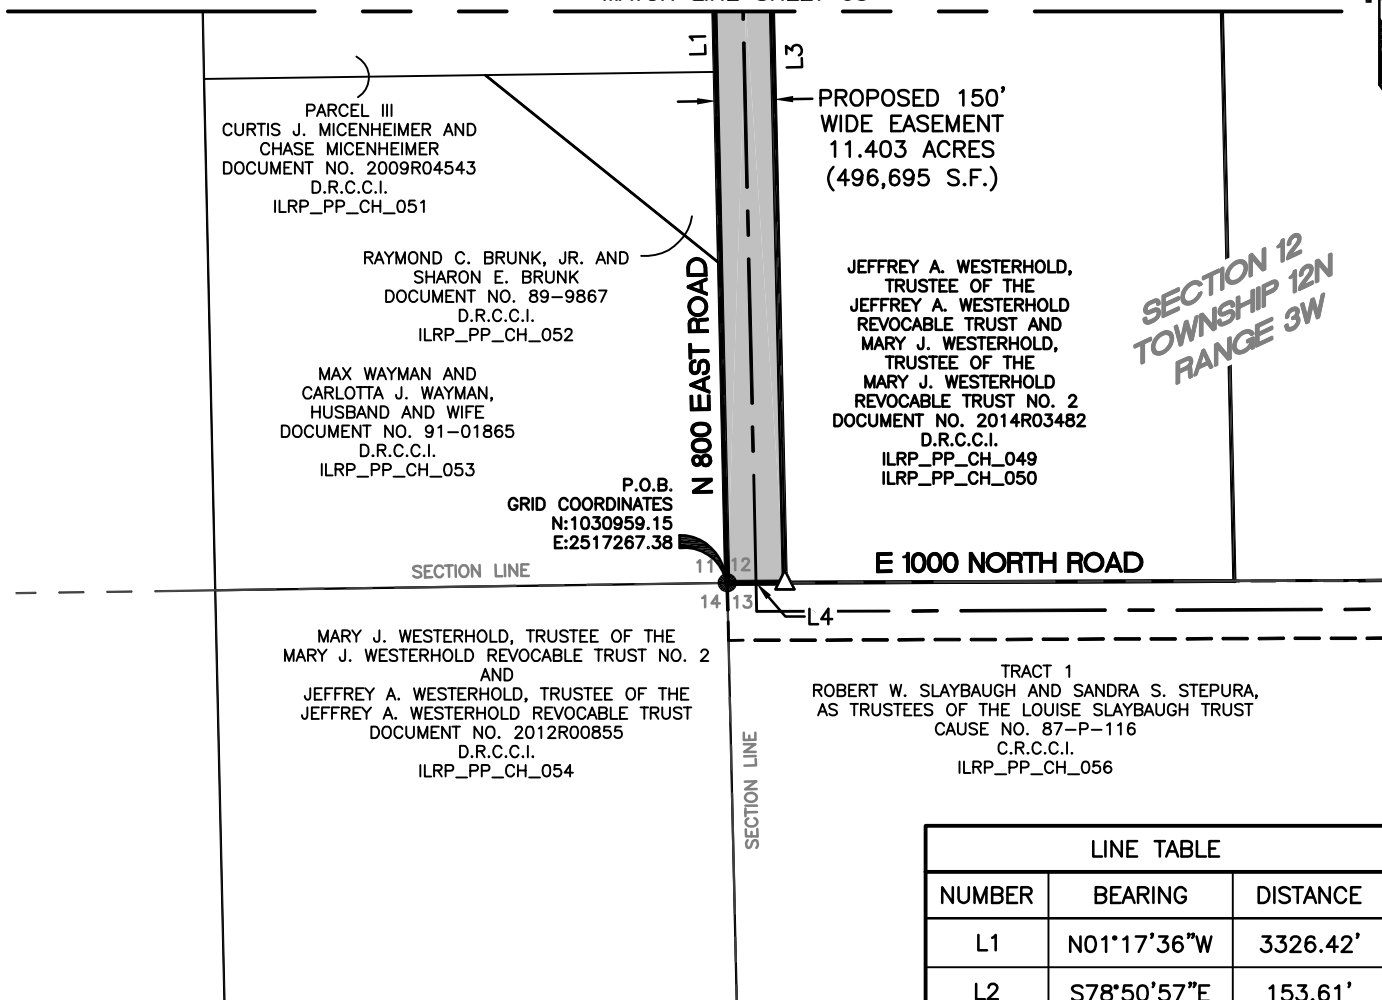 L1
L3
PROPOSED 150'
WIDE EASEMENT
11.403 ACRES
(496,695 S.F.)
PARCEL III
CURTIS J. MICENHEIMER AND
CHASE MICENHEIMER
DOCUMENT NO. 2009R04543
D.R.C.C.I.
ILRP_PP_CH_051
RAYMOND C. BRUNK, JR. AND
SHARON E. BRUNK
DOCUMENT NO. 89-9867
D.R.C.C.I.
ILRP_PP_CH_052
MAX WAYMAN AND
CARLOTTA J. WAYMAN,
HUSBAND AND WIFE
DOCUMENT NO. 91-01865
D.R.C.C.I.
ILRP_PP_CH_053
N 800 EAST ROAD
JEFFREY A. WESTERHOLD,
TRUSTEE OF THE
JEFFREY A. WESTERHOLD
REVOCABLE TRUST AND
MARY J. WESTERHOLD,
TRUSTEE OF THE
MARY J. WESTERHOLD
REVOCABLE TRUST NO. 2
DOCUMENT NO. 2014R03482
D.R.C.C.I.
ILRP_PP_CH_049
ILRP_PP_CH_050
SECTION 12
TOWNSHIP 12N
RANGE 3W
P.O.B.
GRID COORDINATES
N:1030959.15
E:2517267.38
SECTION LINE
11 12
14 13
E 1000 NORTH ROAD
L4
MARY J. WESTERHOLD, TRUSTEE OF THE
MARY J. WESTERHOLD REVOCABLE TRUST NO. 2
AND
JEFFREY A. WESTERHOLD, TRUSTEE OF THE
JEFFREY A. WESTERHOLD REVOCABLE TRUST
DOCUMENT NO. 2012R00855
D.R.C.C.I.
ILRP_PP_CH_054
SECTION LINE
TRACT 1
ROBERT W. SLAYBAUGH AND SANDRA S. STEPURA,
AS TRUSTEES OF THE LOUISE SLAYBAUGH TRUST
CAUSE NO. 87-P-116
C.R.C.C.I.
ILRP_PP_CH_056
LINE TABLE
NUMBER BEARING DISTANCE
L1 N01°17'36"W 3326.42'
L2 S78°50'57"E 153.61'